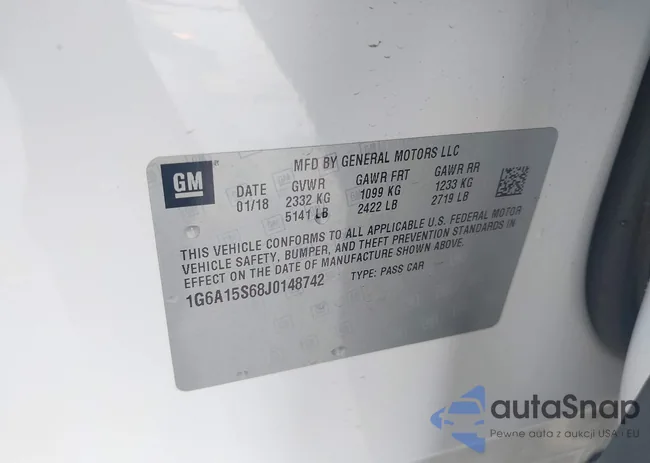 GM
MFD BY GENERAL MOTORS LLC
DATE GVWR GAWR FRT GAWR RR
01/18 2332 KG 1099 KG 1233 KG
5141 LB 2422 LB 2719 LB
THIS VEHICLE CONFORMS TO ALL APPLICABLE U.S. FEDERAL MOTOR
VEHICLE SAFETY, BUMPER, AND THEFT PREVENTION STANDARDS IN
EFFECT ON THE DATE OF MANUFACTURE SHOWN ABOVE.
1G6A15S68J0148742 TYPE: PASS CAR
autaSnap
Pewne auta z aukcji USA - EU